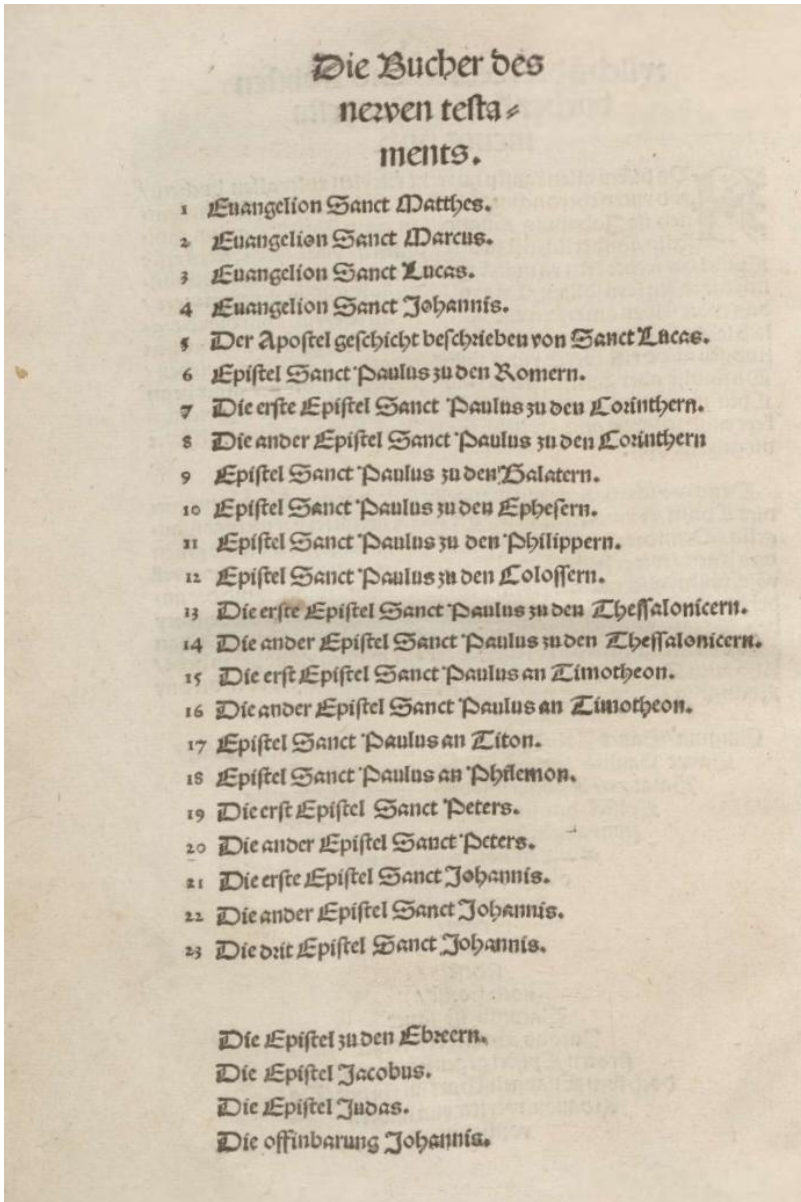 Die Bucher des
newen testa⸗
ments.
1 Euangelion Sanct Matthes.
2 Euangelion Sanct Marcus.
3 Euangelion Sanct Lucas.
4 Euangelion Sanct Johannis.
5 Der Apostel geschicht beschrieben von Sanct Lucas.
6 Epistel Sanct Paulus zu den Romern.
7 Die erste Epistel Sanct Paulus zu den Corinthern.
8 Die ander Epistel Sanct Paulus zu den Corinthern
9 Epistel Sanct Paulus zu den Galatern.
10 Epistel Sanct Paulus zu den Ephesern.
11 Epistel Sanct Paulus zu den Philippern.
12 Epistel Sanct Paulus zu den Colossern.
13 Die erste Epistel Sanct Paulus zu den Thessalonicern.
14 Die ander Epistel Sanct Paulus zu den Thessalonicern.
15 Die erst Epistel Sanct Paulus an Timotheon.
16 Die ander Epistel Sanct Paulus an Timotheon.
17 Epistel Sanct Paulus an Titon.
18 Epistel Sanct Paulus an Philemon.
19 Die erst Epistel Sanct Peters.
20 Die ander Epistel Sanct Peters.
21 Die erste Epistel Sanct Johannis.
22 Die ander Epistel Sanct Johannis.
23 Die drit Epistel Sanct Johannis.
Die Epistel zu den Ebreern.
Die Epistel Jacobus.
Die Epistel Judas.
Die offinbarung Johannis.